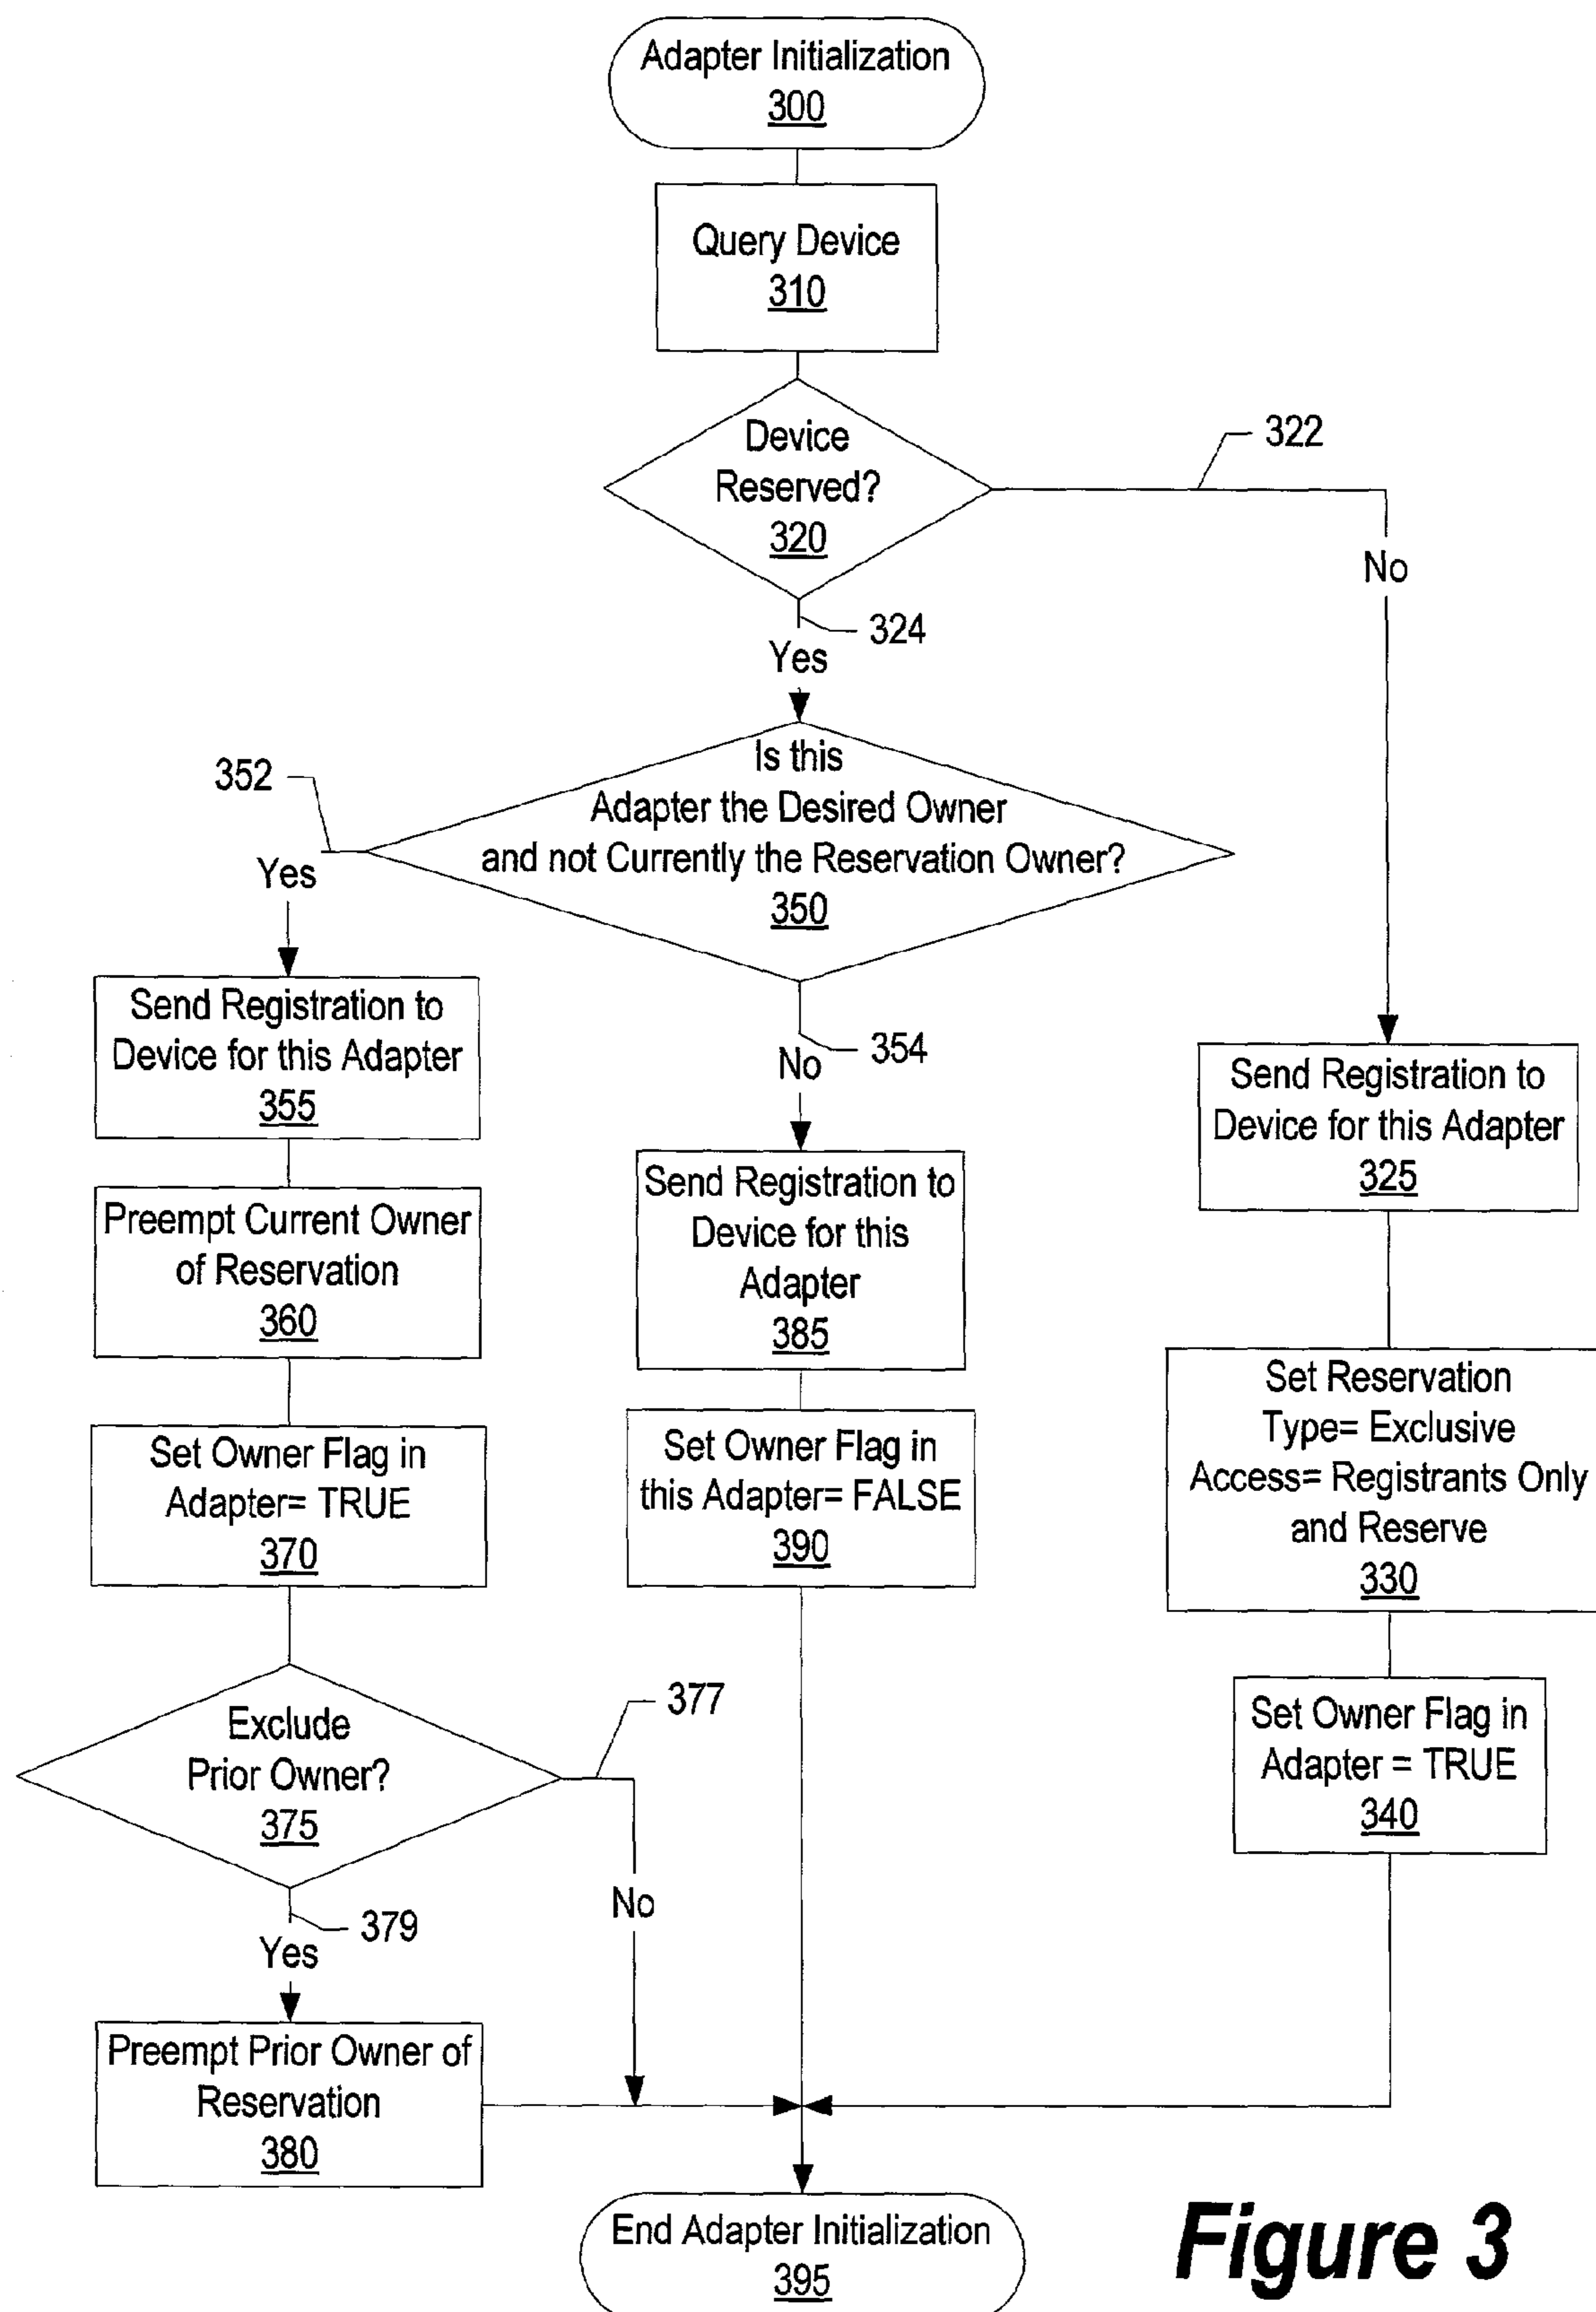 Adapter Initialization
300
Query Device
310
Device
Reserved?
320
322
No
324
Yes
Is this
Adapter the Desired Owner
and not Currently the Reservation Owner?
350
352
Yes
Send Registration to
Device for this Adapter
355
Preempt Current Owner
of Reservation
360
Set Owner Flag in
Adapter= TRUE
370
Exclude
Prior Owner?
375
377
No
379
Yes
Preempt Prior Owner of
Reservation
380
354
No
Send Registration to
Device for this
Adapter
385
Set Owner Flag in
this Adapter= FALSE
390
Send Registration to
Device for this Adapter
325
Set Reservation
Type= Exclusive
Access= Registrants Only
and Reserve
330
Set Owner Flag in
Adapter = TRUE
340
End Adapter Initialization
395
Figure 3